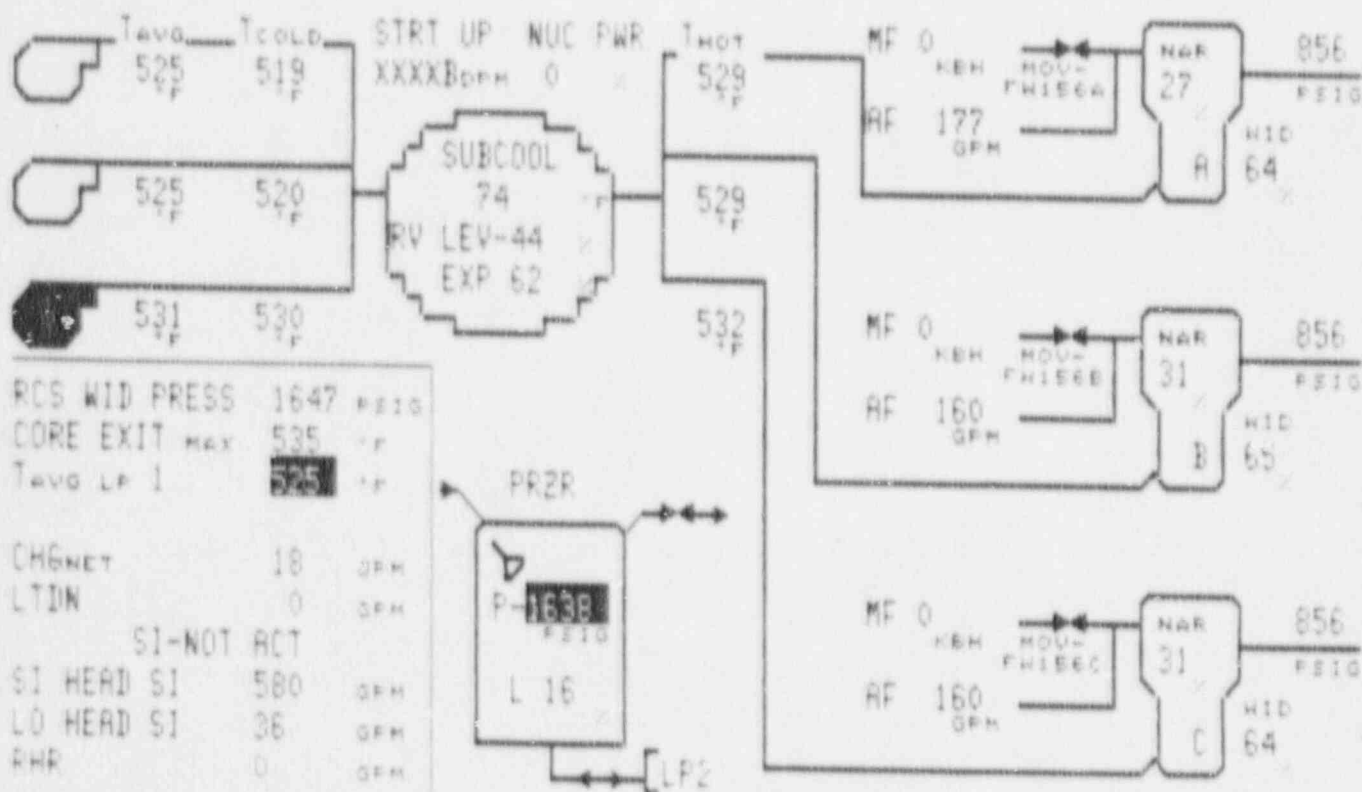 TAVG TCOLD STRT UP NUC PWR THOT
525 519 XXXXB DPM 0 % 529
°F °F °F
SUBCOOL
525 520 74 °F 529
°F °F °F
RV LEV-44 %
EXP 62
531 530 532
°F °F °F
RCS WID PRESS 1647 PSIG
CORE EXIT MAX 535 °F
TAVG LP 1 525 °F
CHGNET 18 GPM
LTDN 0 GPM
SI-NOT ACT
SI HEAD SI 580 GPM
LO HEAD SI 36 GPM
RHR 0 GPM
PRZR
P-1638
PSIG
L 16 %
LP2
MF 0 KBH
MOV-
FW156A
AF 177
GPM
NAR
27
%
A
856
PSIG
WID
64
%
MF 0 KBH
MOV-
FW156B
AF 160
GPM
NAR
31
%
B
856
PSIG
WID
65
%
MF 0 KBH
MOV-
FW156C
AF 160
GPM
NAR
31
%
C
856
PSIG
WID
64
%